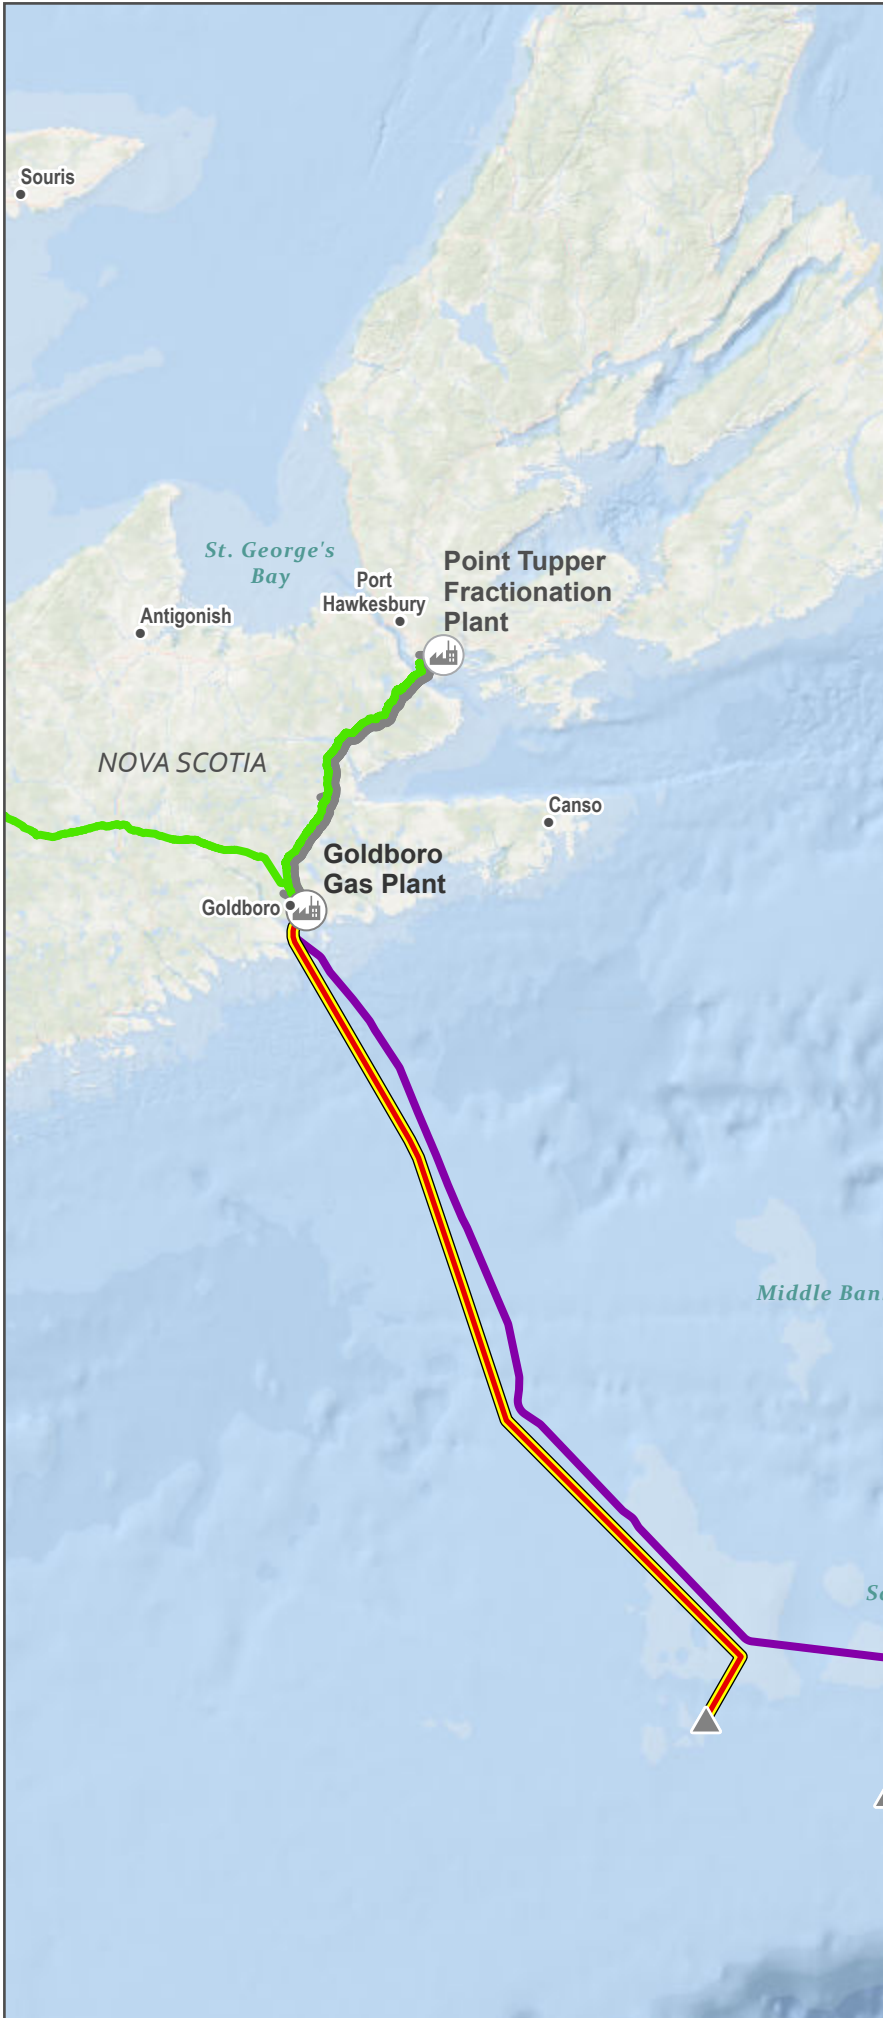 Souris
St. George's
Bay
Port
Hawkesbury
Point Tupper
Fractionation
Plant
Antigonish
NOVA SCOTIA
Canso
Goldboro
Gas Plant
Goldboro
Middle Ban